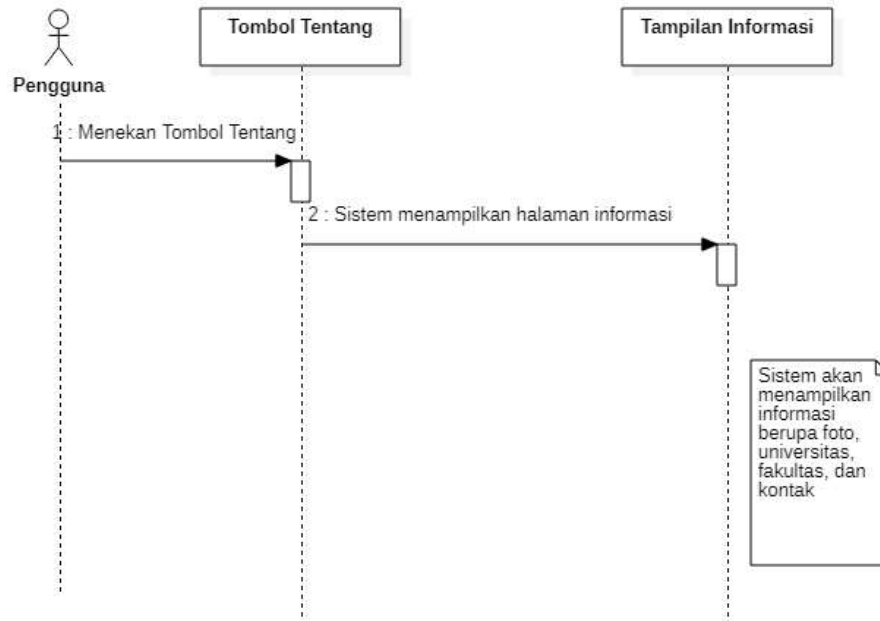 Tombol Tentang
Tampilan Informasi
Pengguna
1 : Menekan Tombol Tentang
2 : Sistem menampilkan halaman informasi
Sistem akan
menampilkan
informasi
berupa foto,
universitas,
fakultas, dan
kontak